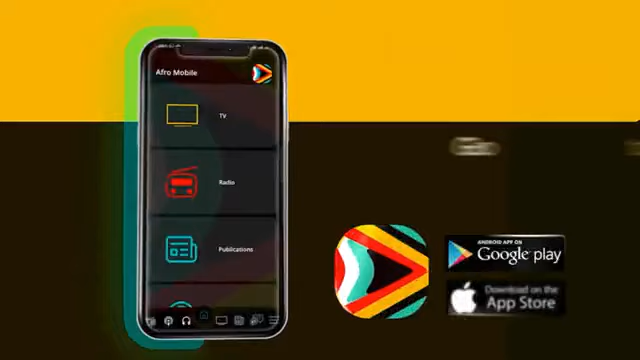 Afro Mobile
TV
Radio
Publications
ANDROID APP ON
Google play
Download on the
App Store